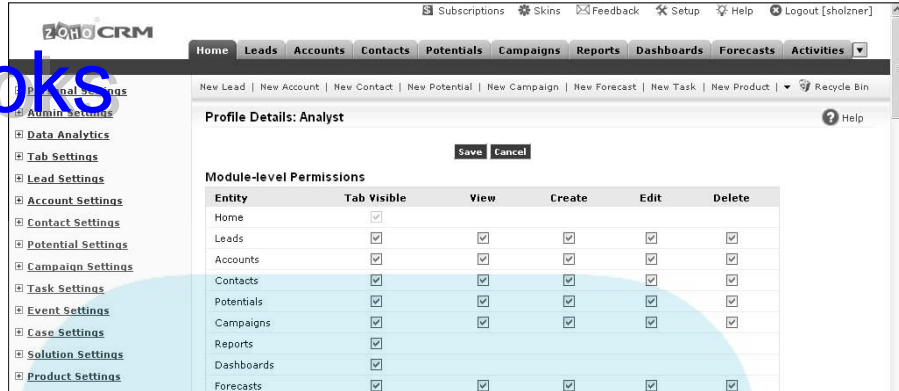 Subscriptions Skins Feedback Setup Help Logout [sholzner]
ZOHO CRM
Home Leads Accounts Contacts Potentials Campaigns Reports Dashboards Forecasts Activities
oks
New Lead | New Account | New Contact | New Potential | New Campaign | New Forecast | New Task | New Product | Recycle Bin
Personal Settings
Admin Settings
Data Analytics
Tab Settings
Lead Settings
Account Settings
Contact Settings
Potential Settings
Campaign Settings
Task Settings
Event Settings
Case Settings
Solution Settings
Product Settings
Profile Details: Analyst
Help
Save Cancel
Module-level Permissions
Entity Tab Visible View Create Edit Delete
Home
Leads
Accounts
Contacts
Potentials
Campaigns
Reports
Dashboards
Forecasts